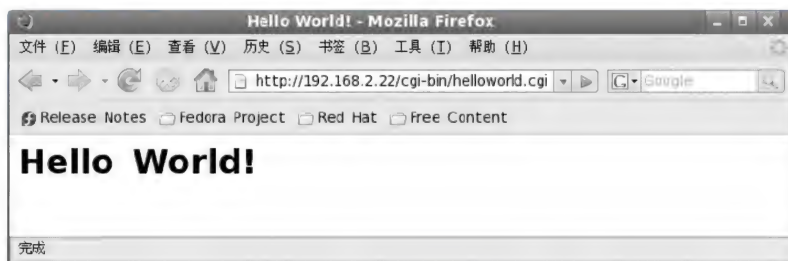 Hello World! - Mozilla Firefox
文件 (F) 编辑 (E) 查看 (V) 历史 (S) 书签 (B) 工具 (T) 帮助 (H)
http://192.168.2.22/cgi-bin/helloworld.cgi G Google
Release Notes Fedora Project Red Hat Free Content
Hello World!
完成